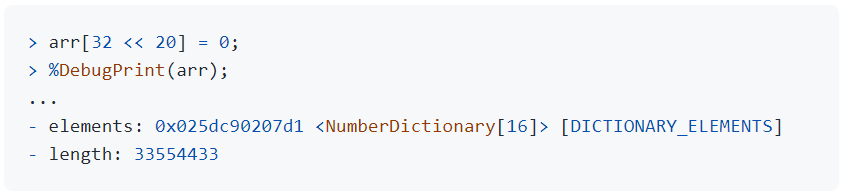 > arr[32 << 20] = 0;
> %DebugPrint(arr);
...
- elements: 0x025dc90207d1 <NumberDictionary[16]> [DICTIONARY_ELEMENTS]
- length: 33554433